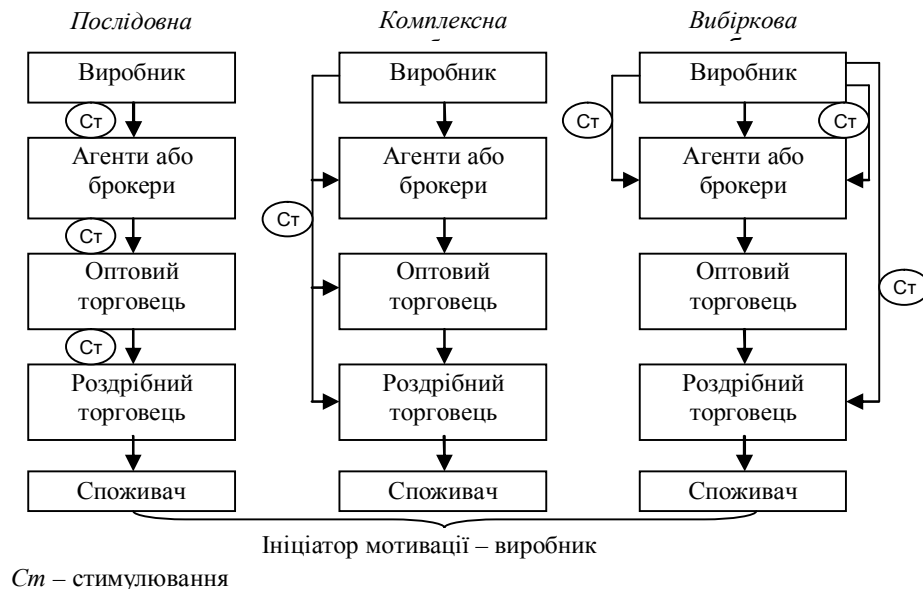 Послідовна
Комплексна
Вибіркова
Виробник
Ст
Агенти або
брокери
Ст
Оптовий
торговець
Ст
Роздрібний
торговець
Споживач
Виробник
Агенти або
брокери
Ст
Оптовий
торговець
Роздрібний
торговець
Споживач
Виробник
Ст
Ст
Агенти або
брокери
Оптовий
торговець
Ст
Роздрібний
торговець
Споживач
Ініціатор мотивації – виробник
Ст – стимулювання